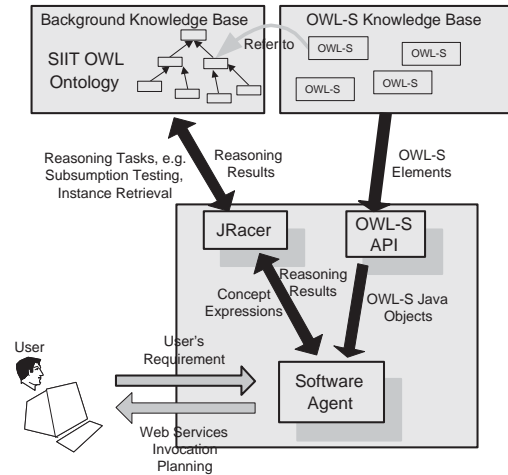 Background Knowledge Base
OWL-S Knowledge Base
SIIT OWL
Ontology
Refer to
OWL-S
OWL-S
OWL-S
OWL-S
Reasoning Tasks, e.g.
Subsumption Testing,
Instance Retrieval
Reasoning
Results
OWL-S
Elements
JRacer
OWL-S
API
Reasoning
Results
Concept
Expressions
OWL-S Java
Objects
User
User's
Requirement
Software
Agent
Web Services
Invocation
Planning